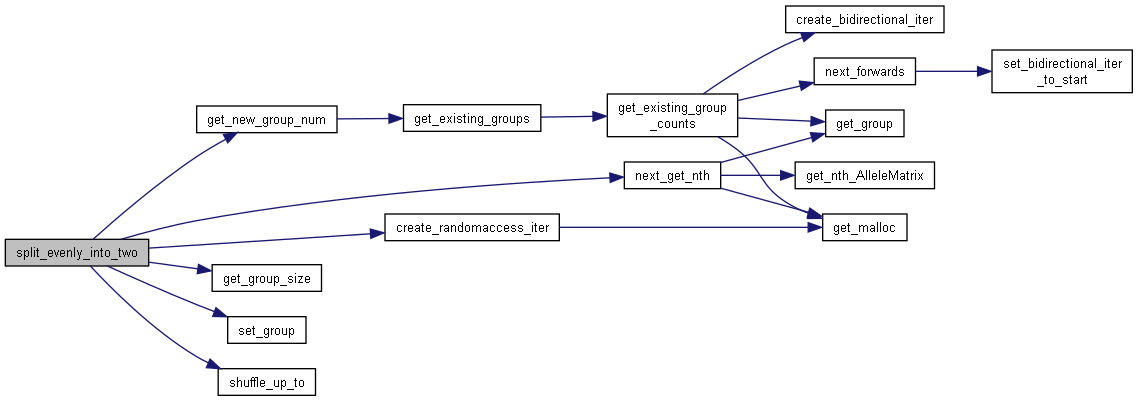 create_bidirectional_iter
next_forwards
set_bidirectional_iter
_to_start
get_existing_group
_counts
get_new_group_num
get_existing_groups
get_group
next_get_nth
get_nth_AlleleMatrix
create_randomaccess_iter
get_malloc
split_evenly_into_two
get_group_size
set_group
shuffle_up_to